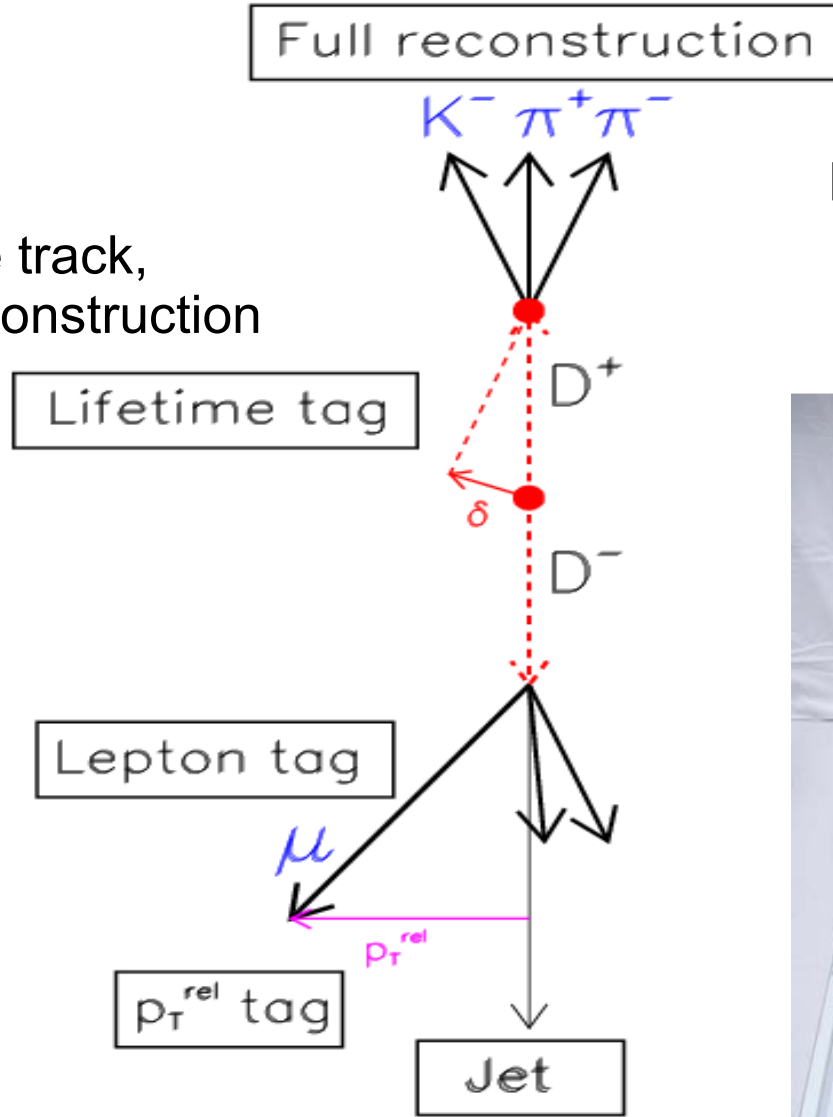 Full reconstruction
K⁻ π⁺π⁻
track,
onstruction
D⁺
Lifetime tag
δ
D⁻
Lepton tag
μ
pTʳᵉˡ
pTʳᵉˡ tag
Jet